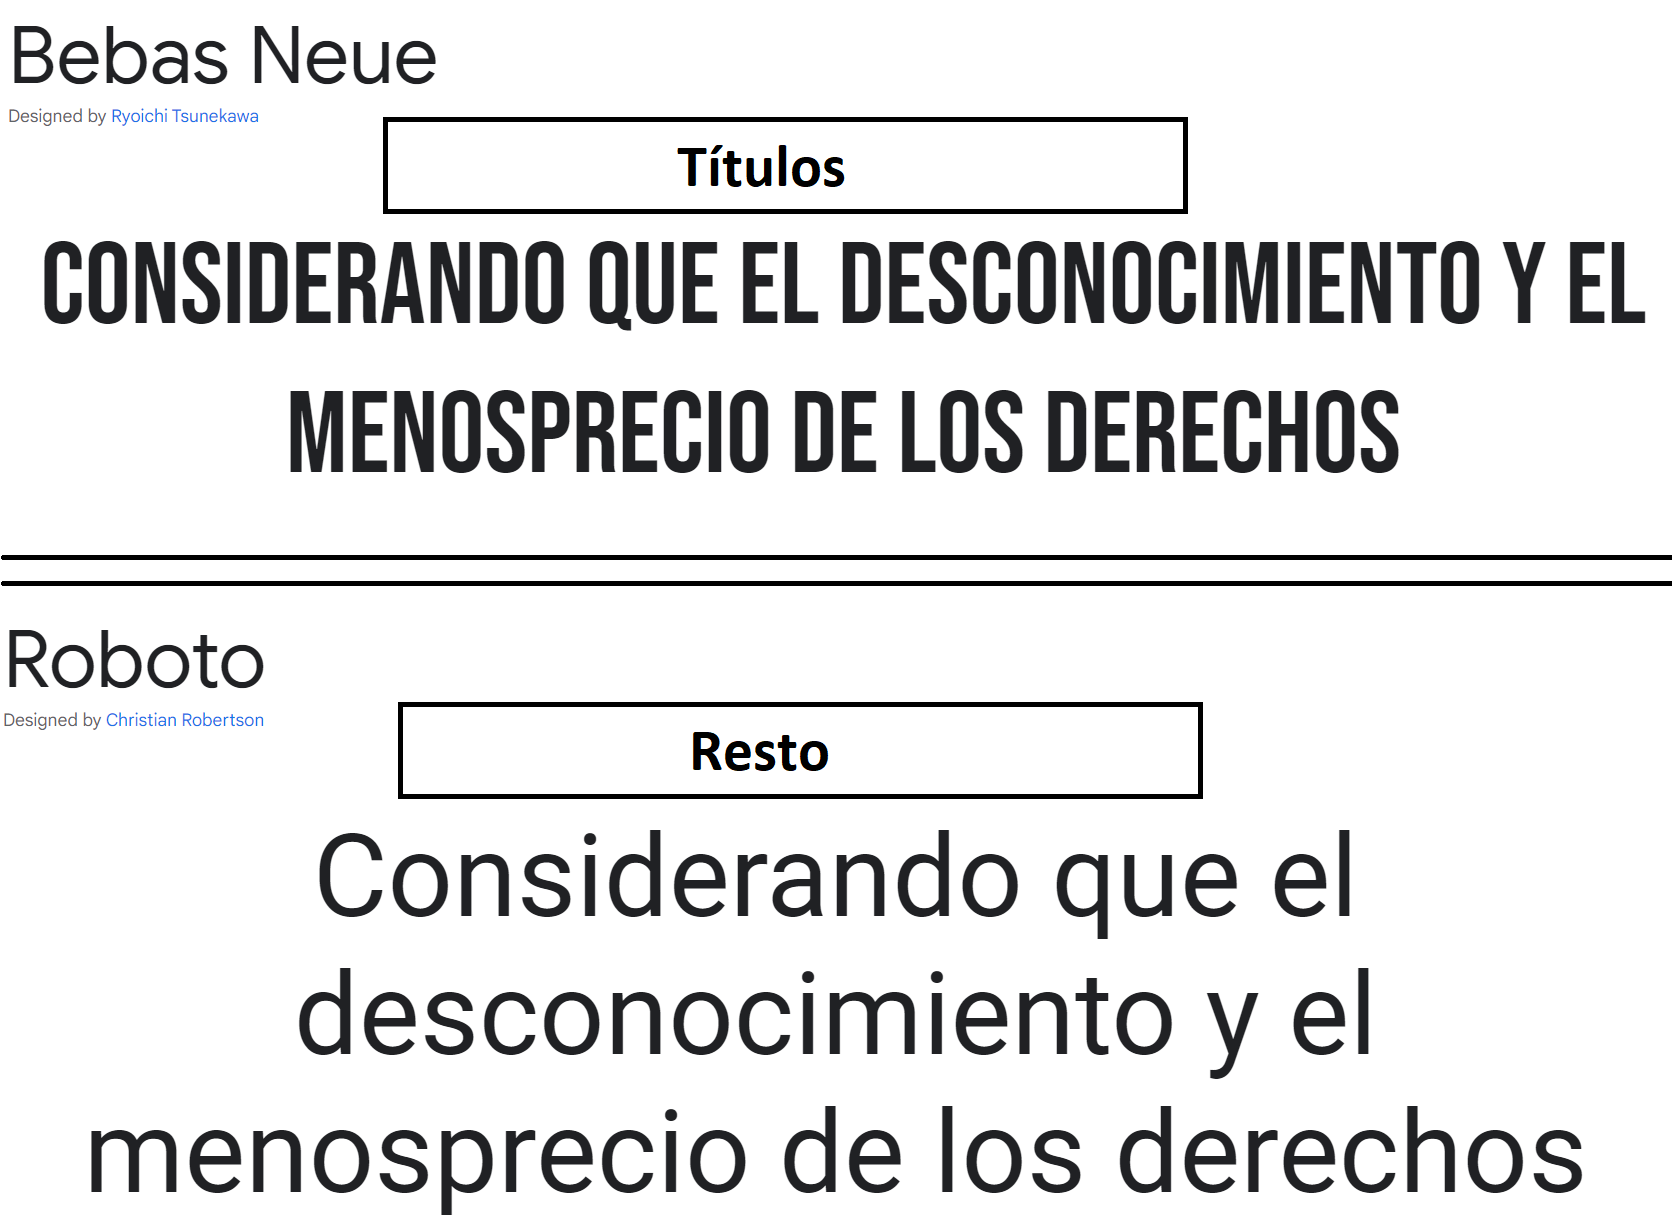 Bebas Neue
Designed by Ryoichi Tsunekawa
Títulos
CONSIDERANDO QUE EL DESCONOCIMIENTO Y EL
MENOSPRECIO DE LOS DERECHOS
Roboto
Designed by Christian Robertson
Resto
Considerando que el
desconocimiento y el
menosprecio de los derechos